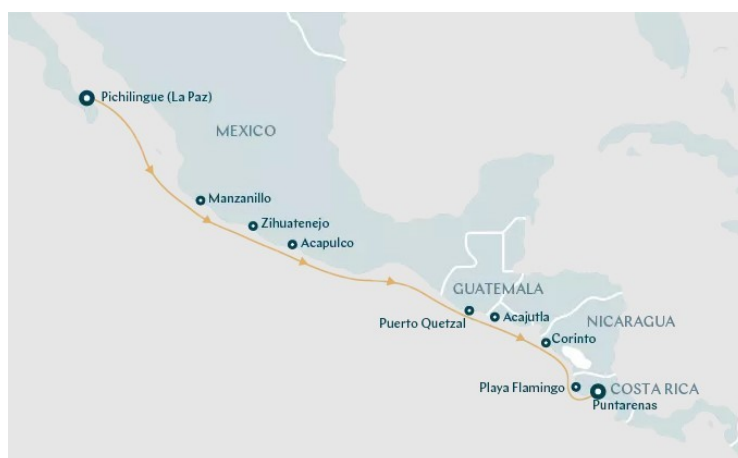 Pichilingue (La Paz)
MEXICO
Manzanillo
Zihuatenejo
Acapulco
GUATEMALA
Puerto Quetzal
Acajutla
NICARAGUA
Corinto
Playa Flamingo
COSTA RICA
Puntarenas